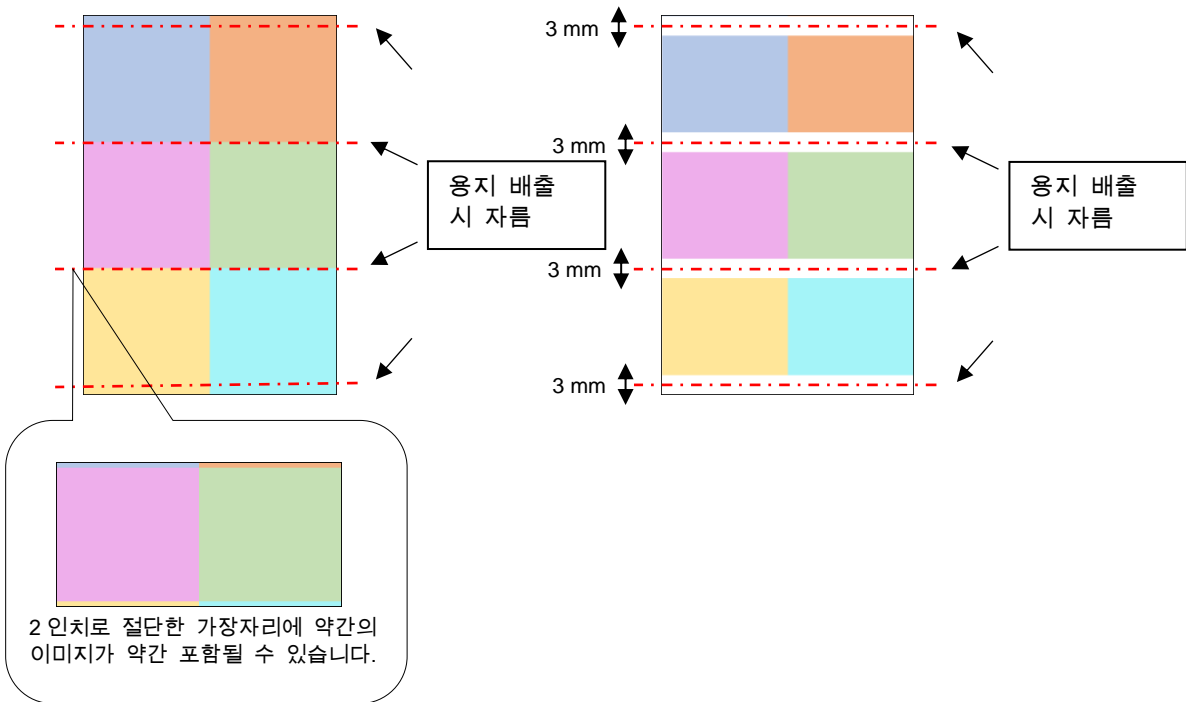 3 mm
3 mm
용지 배출
시 자름
용지 배출
시 자름
3 mm
3 mm
2 인치로 절단한 가장자리에 약간의
이미지가 약간 포함될 수 있습니다.